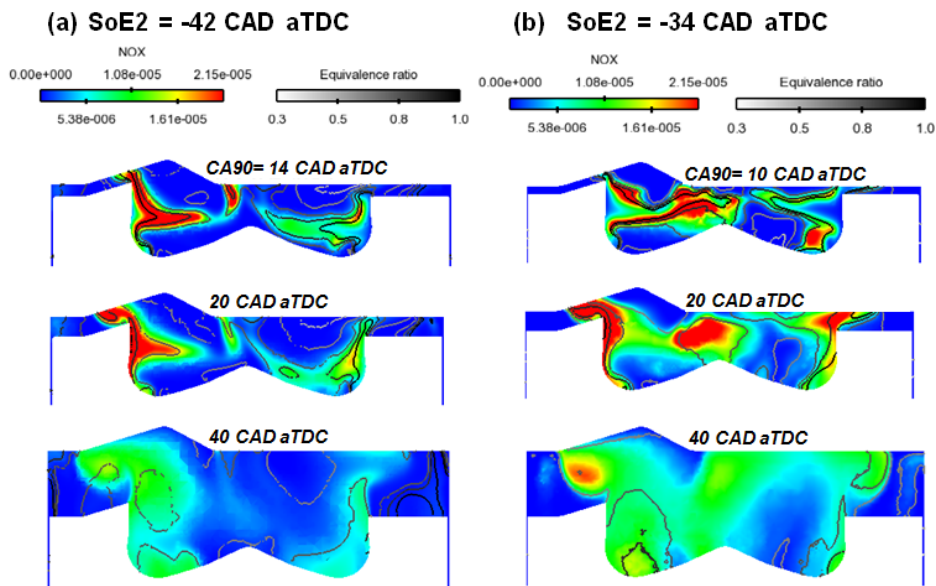 (a) SoE2 = -42 CAD aTDC
(b) SoE2 = -34 CAD aTDC
NOX
0.00e+000 1.08e-005 2.15e-005
5.38e-006 1.61e-005
Equivalence ratio
0.3 0.5 0.8 1.0
NOX
0.00e+000 1.08e-005 2.15e-005
5.38e-006 1.61e-005
Equivalence ratio
0.3 0.5 0.8 1.0
CA90= 14 CAD aTDC
CA90= 10 CAD aTDC
20 CAD aTDC
20 CAD aTDC
40 CAD aTDC
40 CAD aTDC